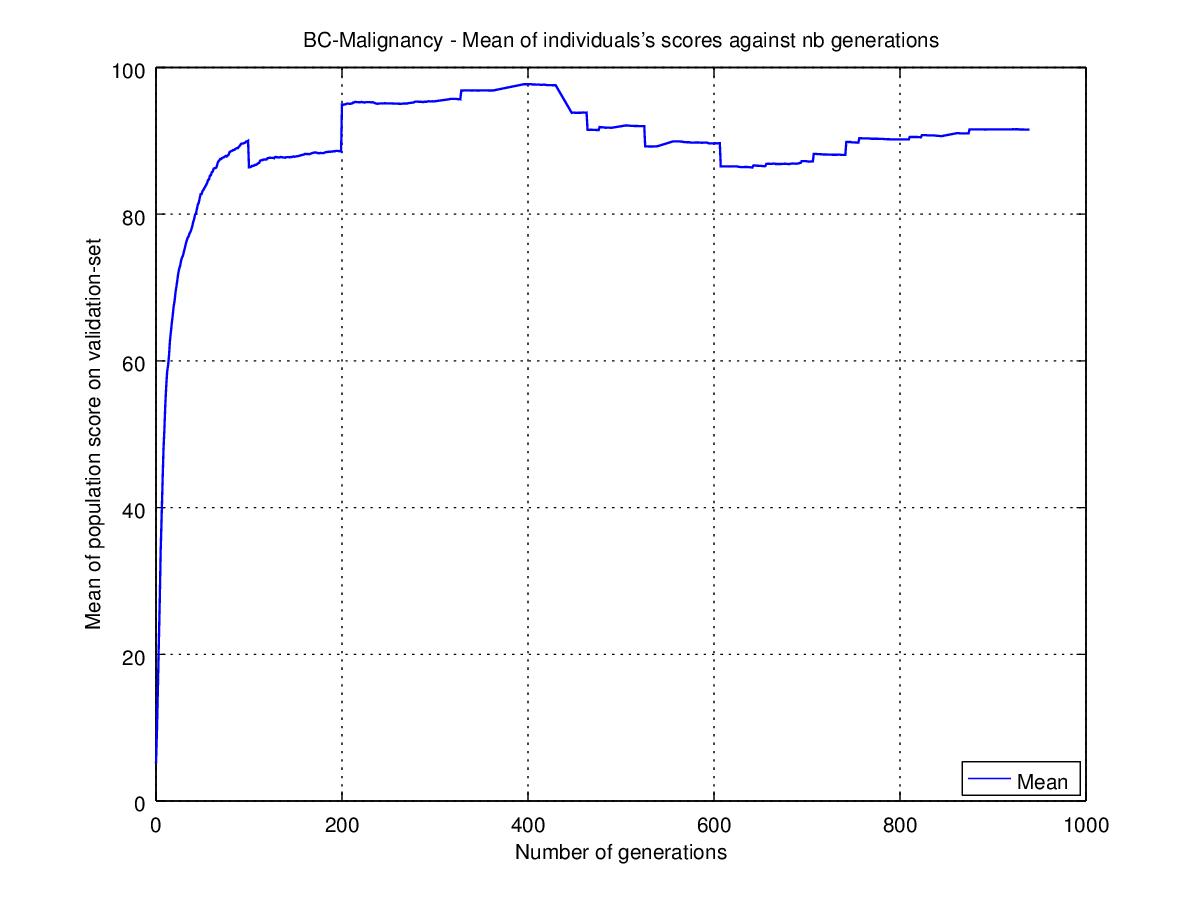 BC-Malignancy - Mean of individuals's scores against nb generations
100
80
60
40
20
0
Mean of population score on validation-set
0 200 400 600 800 1000
Number of generations
Mean